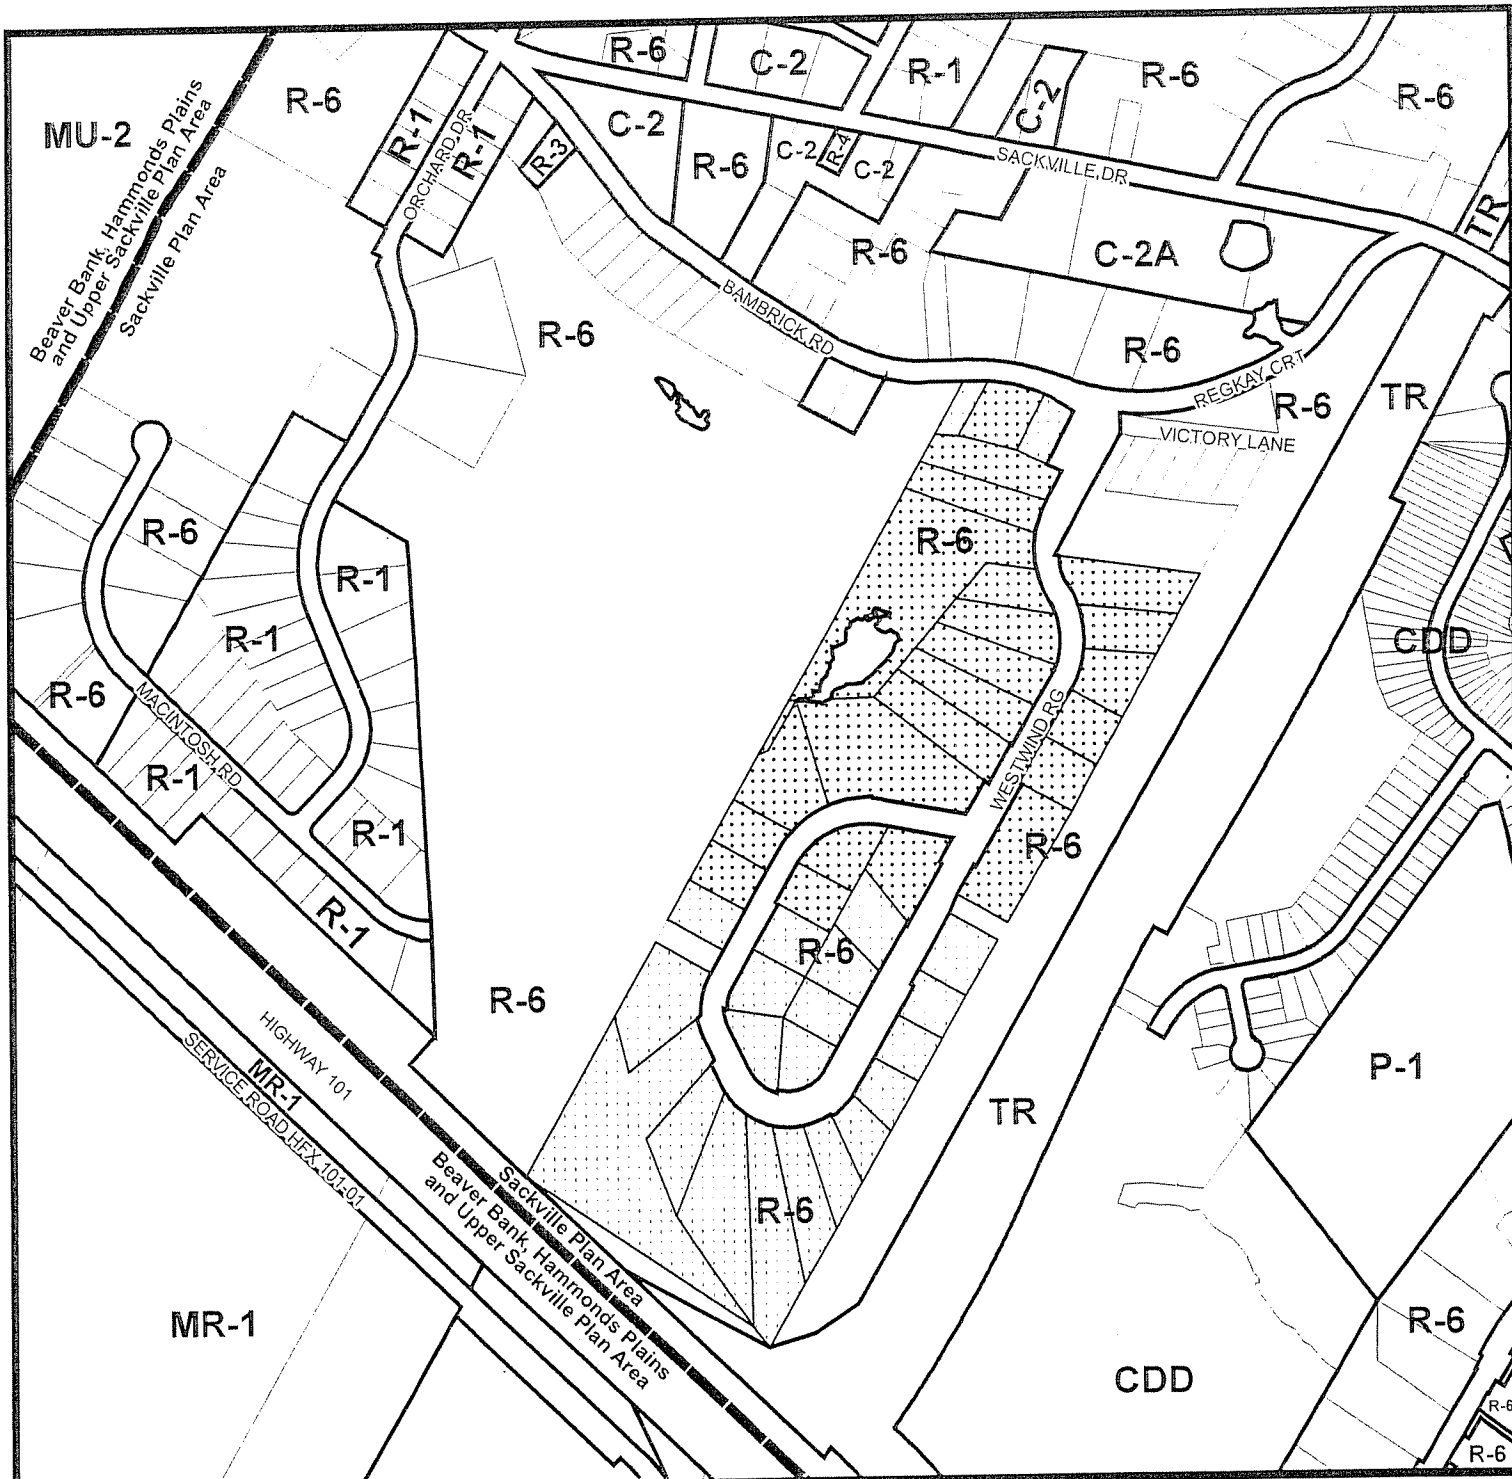 R-6
C-2
R-1
C-2
R-6
R-6
MU-2
R-6
R-1
ORCHARD DR
R-1
R-3
C-2
R-6
C-2
R-4
C-2
SACKVILLE DR
TR
Beaver Bank, Hammonds Plains
and Upper Sackville Plan Area
Sackville Plan Area
R-6
C-2A
BAMBRICK RD
R-6
R-6
REGKAY CRT
R-6
TR
VICTORY LANE
R-6
R-6
R-1
R-1
CDD
R-6
MACINTOSH RD
R-1
WESTWIND RG
R-1
R-6
R-1
R-6
R-6
HIGHWAY 101
MR-1
SERVICE ROAD HFX 101-01
TR
P-1
Sackville Plan Area
Beaver Bank, Hammonds Plains
and Upper Sackville Plan Area
R-6
MR-1
R-6
CDD
R-6
R-6